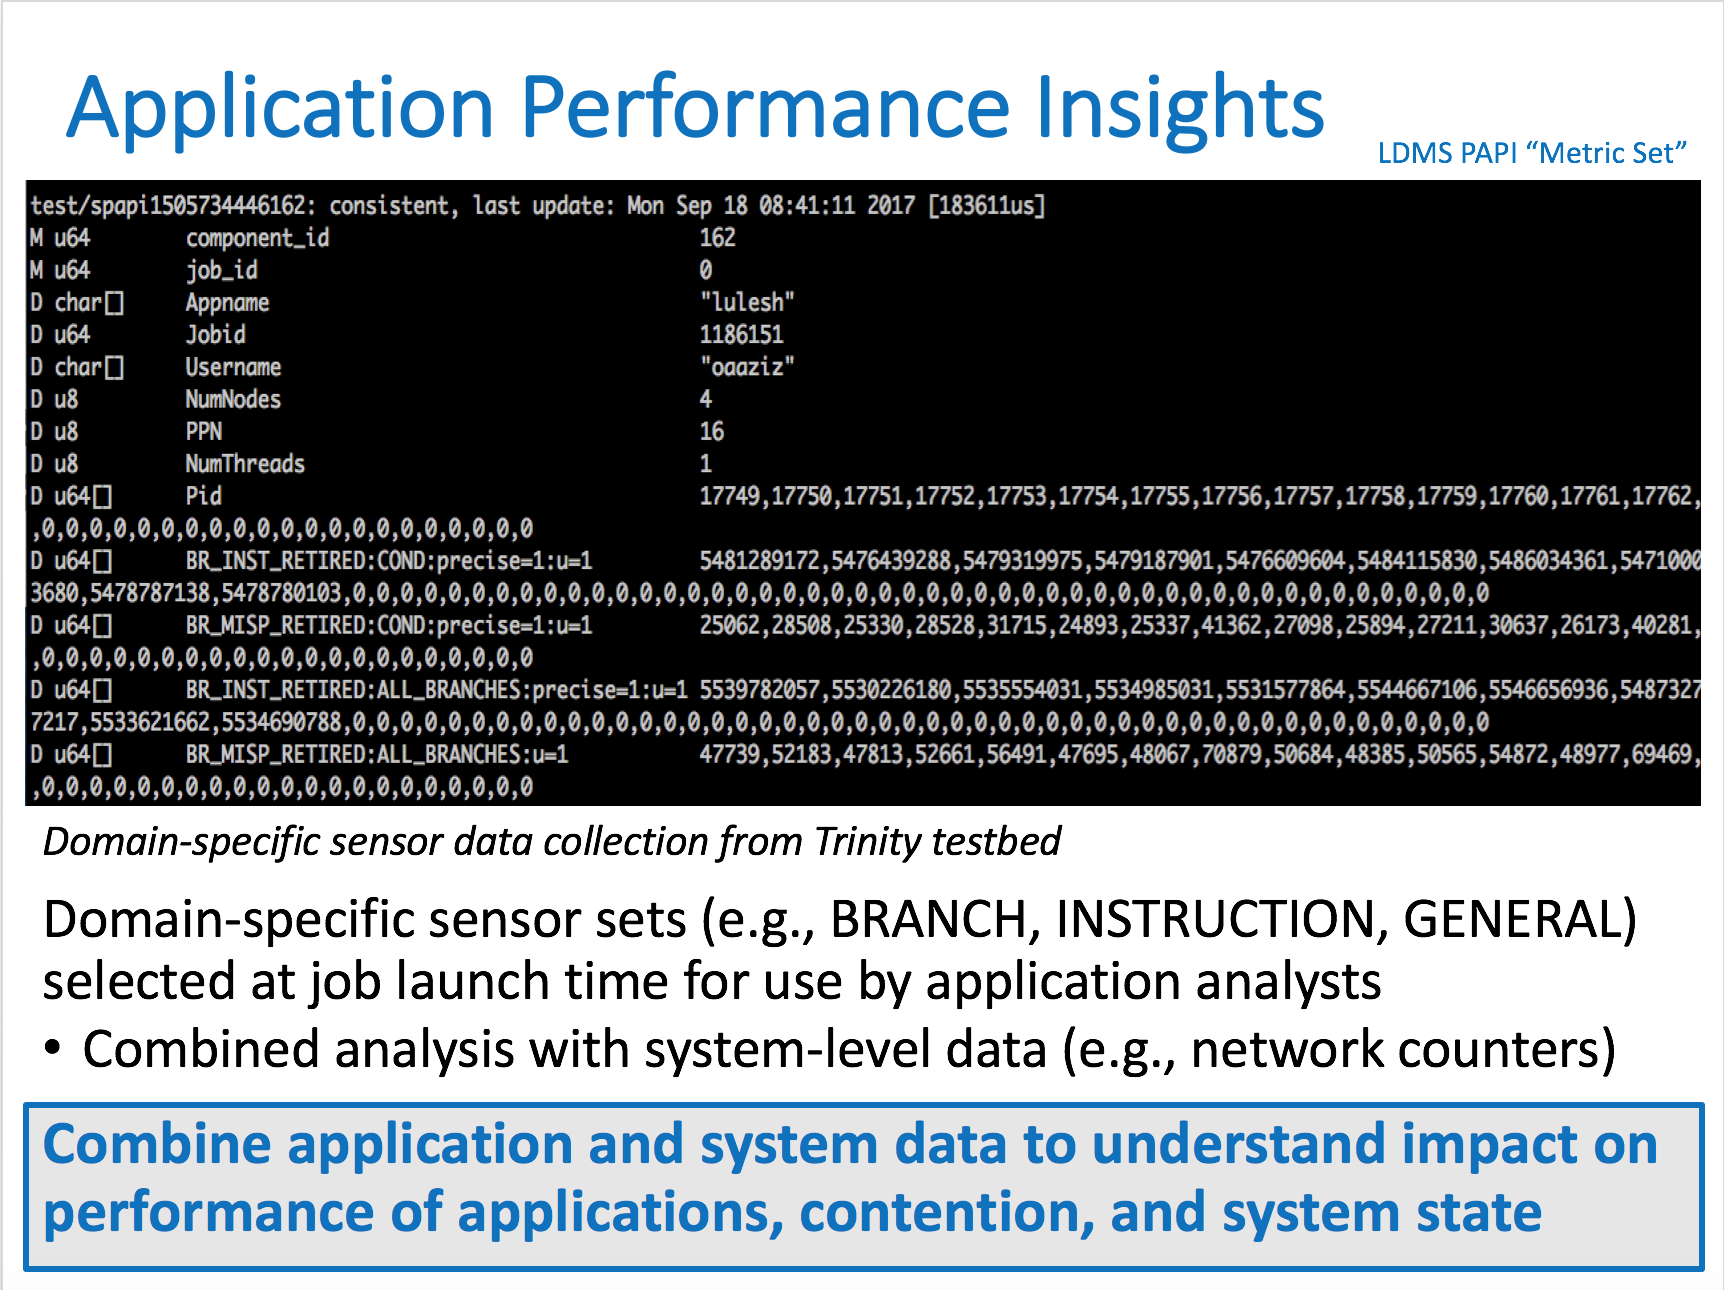 Application Performance Insights
LDMS PAPI “Metric Set”
test/spapi1505734446162: consistent, last update: Mon Sep 18 08:41:11 2017 [183611us]
M u64 component_id 162
M u64 job_id 0
D char[] Appname "lulesh"
D u64 Jobid 1186151
D char[] Username "oaaziz"
D u8 NumNodes 4
D u8 PPN 16
D u8 NumThreads 1
D u64[] Pid 17749,17750,17751,17752,17753,17754,17755,17756,17757,17758,17759,17760,17761,17762,
,0,0,0,0,0,0,0,0,0,0,0,0,0,0,0,0,0,0,0,0,0
D u64[] BR_INST_RETIRED:COND:precise=1:u=1 5481289172,5476439288,5479319975,5479187901,5476609604,5484115830,5486034361,5471000
3680,5478787138,5478780103,0,0,0,0,0,0,0,0,0,0,0,0,0,0,0,0,0,0,0,0,0,0,0,0,0,0,0,0,0,0,0,0,0,0,0,0,0,0,0,0,0,0,0,0,0,0,0,0
D u64[] BR_MISP_RETIRED:COND:precise=1:u=1 25062,28508,25330,28528,31715,24893,25337,41362,27098,25894,27211,30637,26173,40281,
,0,0,0,0,0,0,0,0,0,0,0,0,0,0,0,0,0,0,0,0,0
D u64[] BR_INST_RETIRED:ALL_BRANCHES:precise=1:u=1 5539782057,5530226180,5535554031,5534985031,5531577864,5544667106,5546656936,5487327
7217,5533621662,5534690788,0,0,0,0,0,0,0,0,0,0,0,0,0,0,0,0,0,0,0,0,0,0,0,0,0,0,0,0,0,0,0,0,0,0,0,0,0,0,0,0,0,0,0,0,0,0,0,0
D u64[] BR_MISP_RETIRED:ALL_BRANCHES:u=1 47739,52183,47813,52661,56491,47695,48067,70879,50684,48385,50565,54872,48977,69469,
,0,0,0,0,0,0,0,0,0,0,0,0,0,0,0,0,0,0,0,0,0
Domain-specific sensor data collection from Trinity testbed
Domain-specific sensor sets (e.g., BRANCH, INSTRUCTION, GENERAL)
selected at job launch time for use by application analysts
• Combined analysis with system-level data (e.g., network counters)
Combine application and system data to understand impact on
performance of applications, contention, and system state